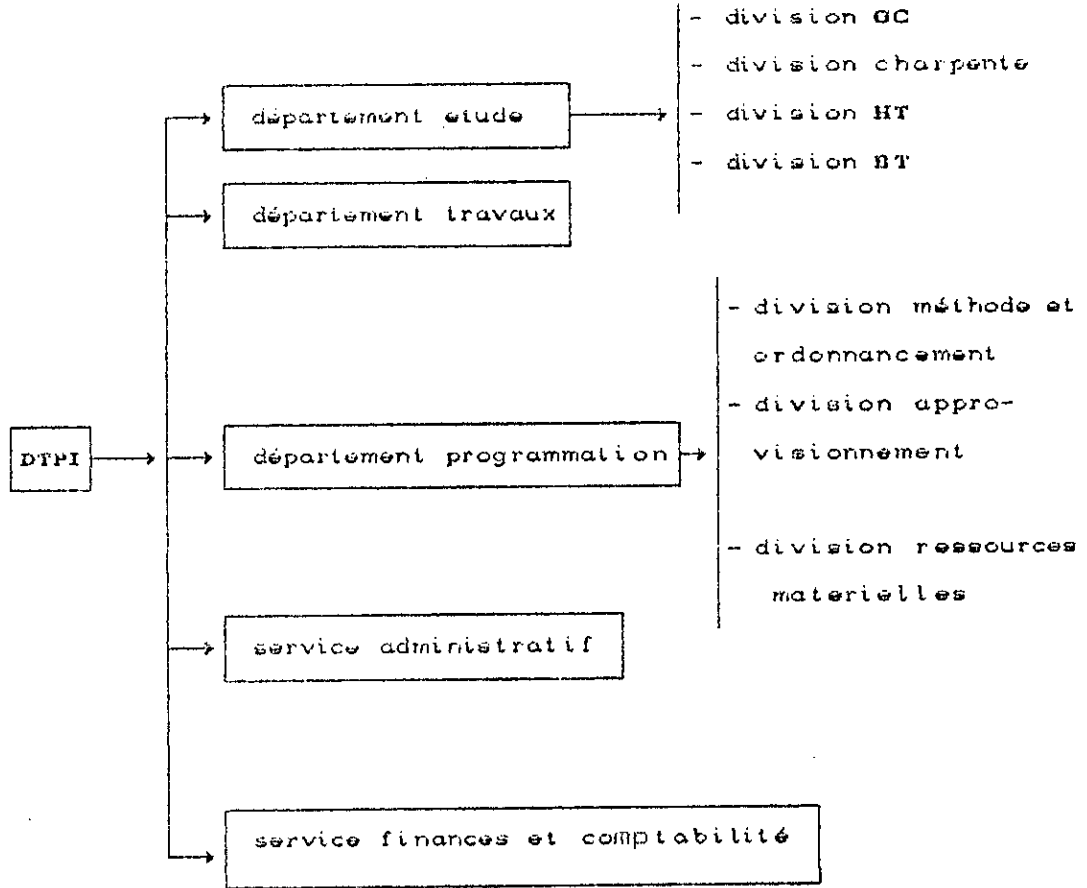 - division GC
- division charpente
département etude
- division HT
- division BT
département travaux
- division méthode et
ordonnancement
- division appro-
visionnement
DTPI
département programmation
- division ressources
materielles
service administratif
service finances et comptabilité